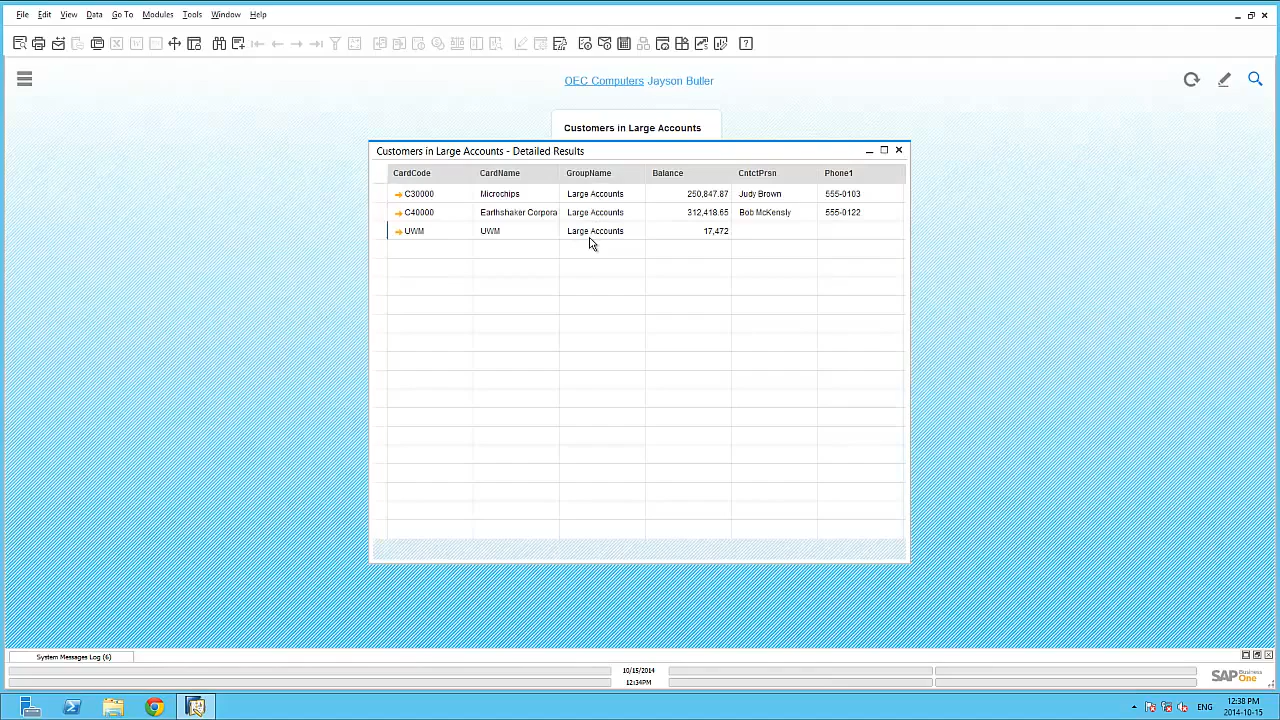 File Edit View Data Go To Modules Tools Window Help
OEC Computers Jayson Butler
Customers in Large Accounts
Customers in Large Accounts - Detailed Results
CardCode CardName GroupName Balance CntctPrsn Phone1
C30000 Microchips Large Accounts 250,847.87 Judy Brown 555-0103
C40000 Earthshaker Corpora Large Accounts 312,418.65 Bob McKensly 555-0122
UWM UWM Large Accounts 17,472
System Messages Log (6)
10/15/2014
12:34PM
SAP Business One
ENG
12:38 PM
2014-10-15